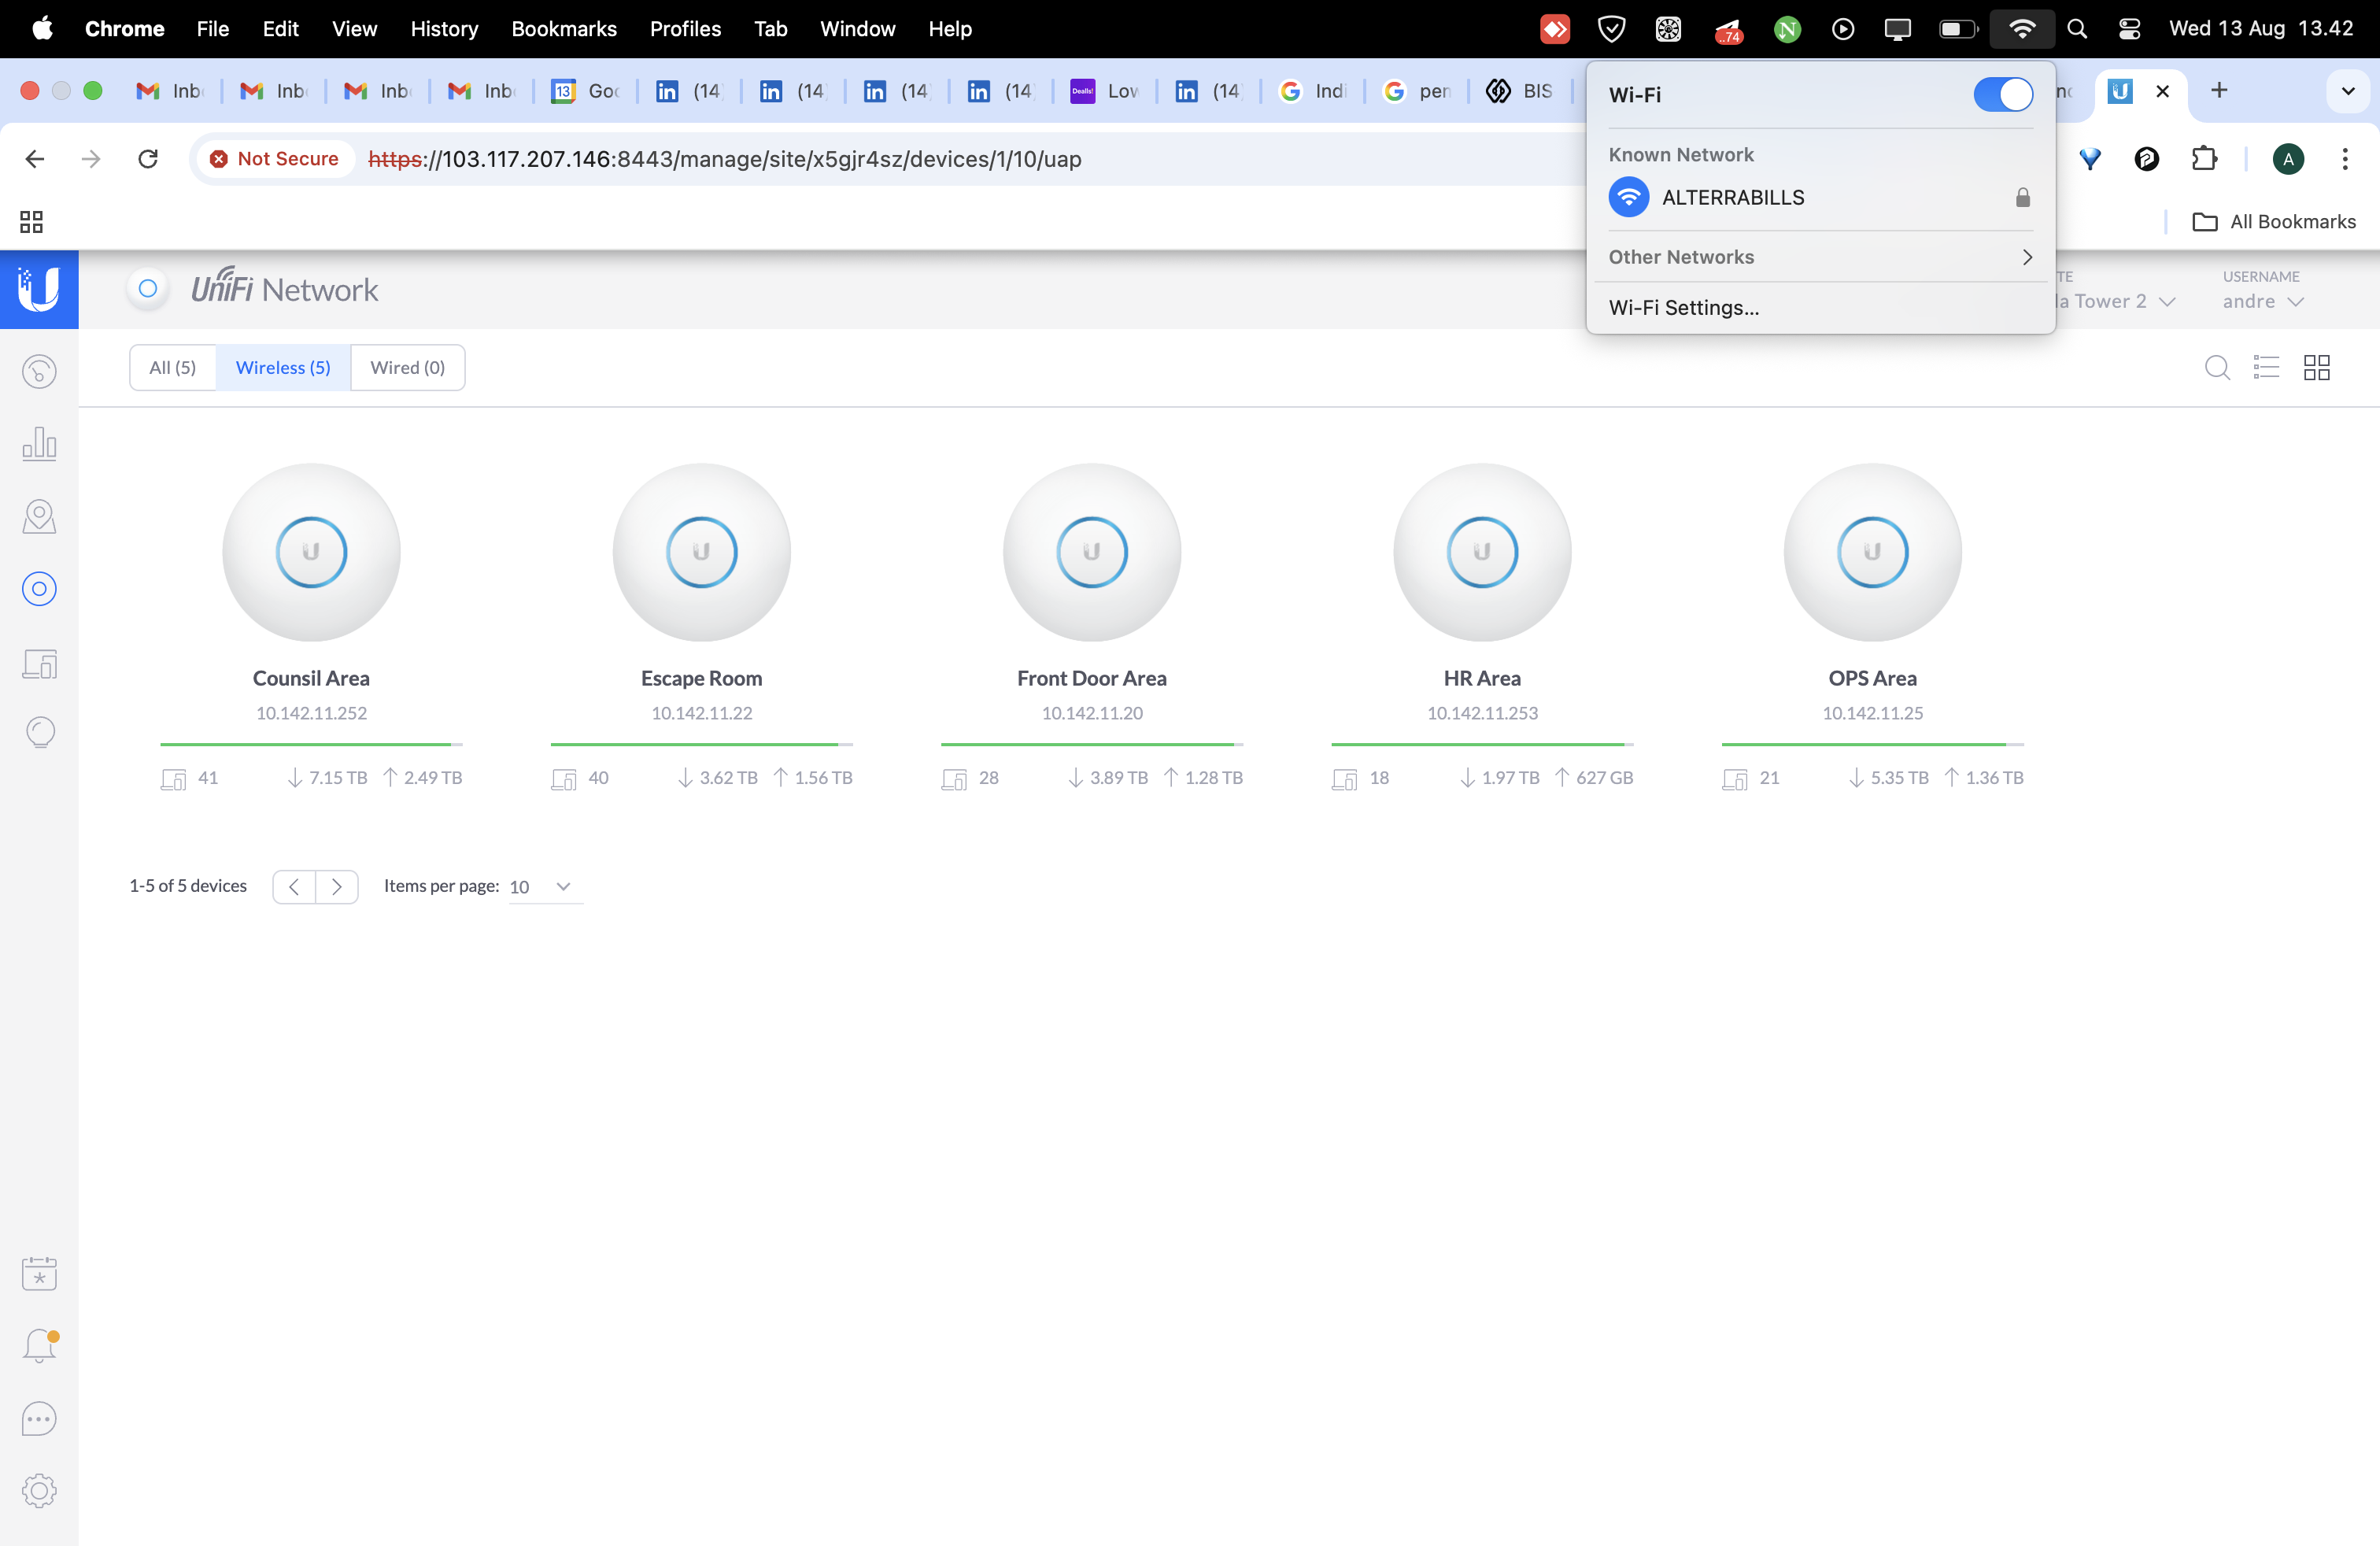 Chrome File Edit View History Bookmarks Profiles Tab Window Help ..74 N Wed 13 Aug 13.42
Inb Inb Inb Inb 13 Goo (14 (14 (14 (14 Dealls! Low (14 Indi pen BIS
Not Secure https://103.117.207.146:8443/manage/site/x5gjr4sz/devices/1/10/uap A
All Bookmarks
Wi-Fi
Known Network
ALTERRABILLS
Other Networks
Wi-Fi Settings...
UniFi Network
USERNAME
la Tower 2 andre
All (5) Wireless (5) Wired (0)
Counsil Area
10.142.11.252
41 7.15 TB 2.49 TB
Escape Room
10.142.11.22
40 3.62 TB 1.56 TB
Front Door Area
10.142.11.20
28 3.89 TB 1.28 TB
HR Area
10.142.11.253
18 1.97 TB 627 GB
OPS Area
10.142.11.25
21 5.35 TB 1.36 TB
1-5 of 5 devices Items per page: 10